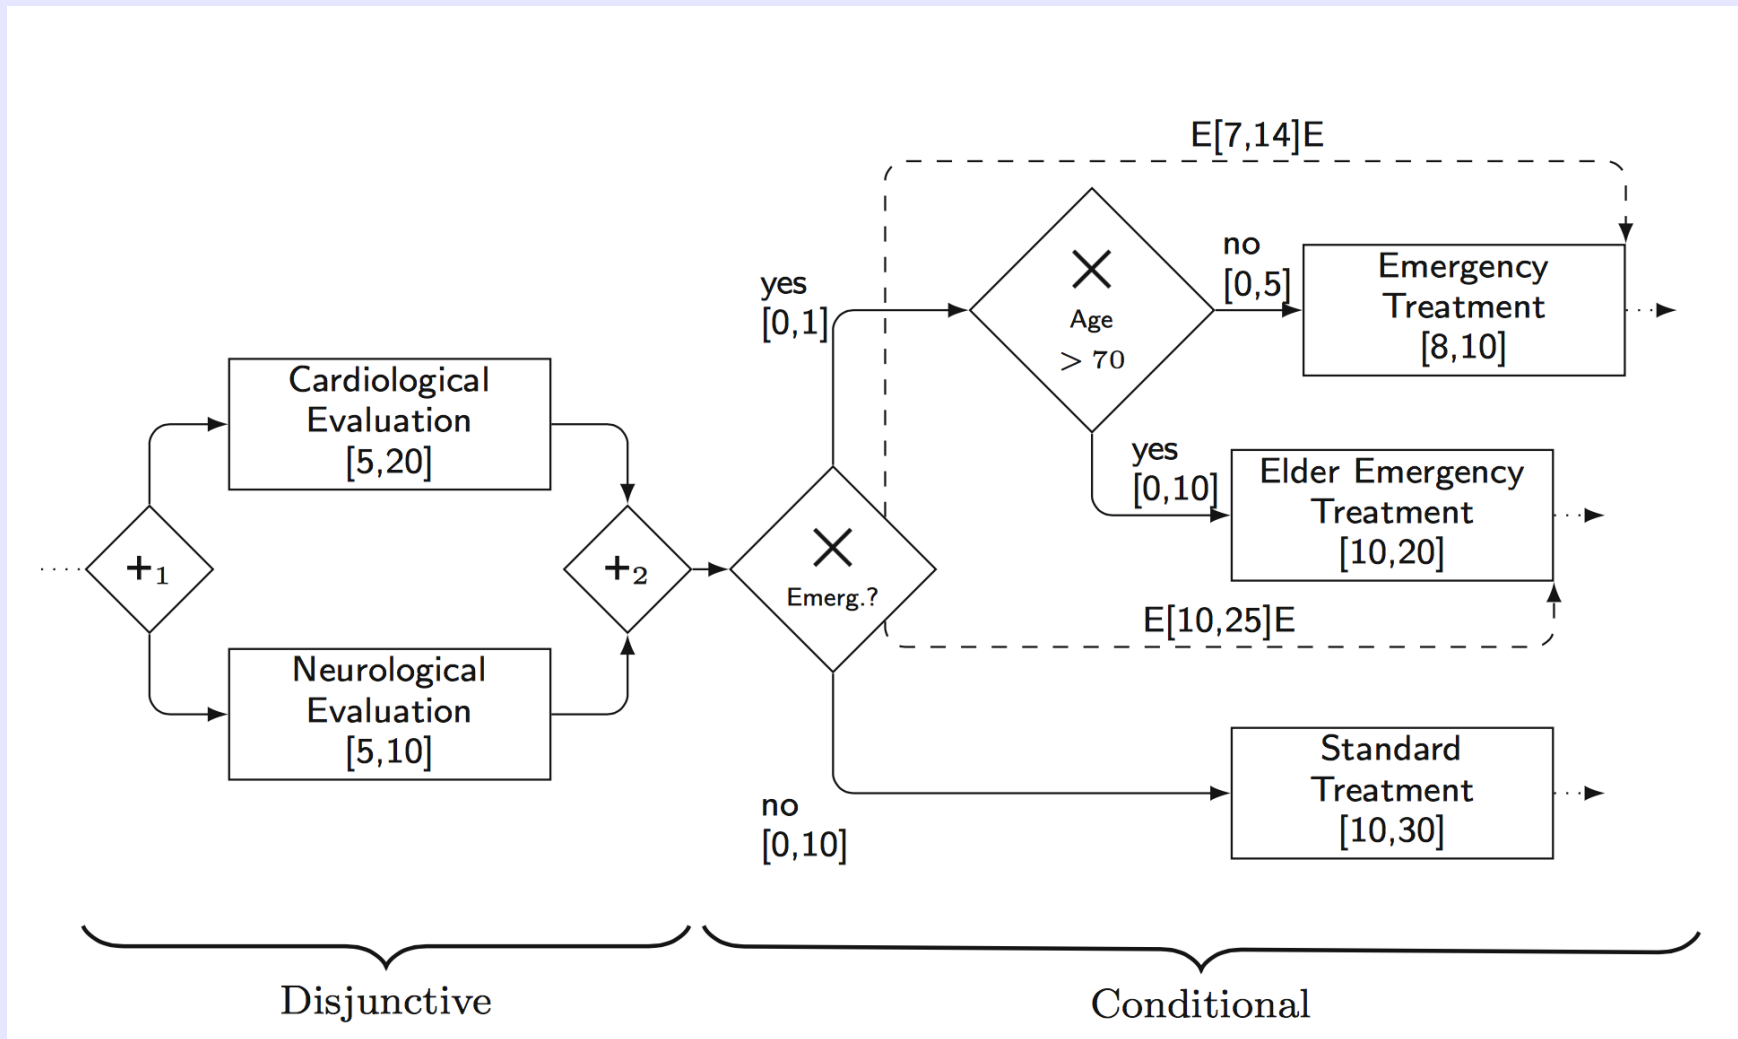 E[7,14]E
yes
[0,1]
×
Age
> 70
no
[0,5]
Emergency
Treatment
[8,10]
Cardiological
Evaluation
[5,20]
yes
[0,10]
Elder Emergency
Treatment
[10,20]
+1
+2
×
Emerg.?
E[10,25]E
Neurological
Evaluation
[5,10]
no
[0,10]
Standard
Treatment
[10,30]
Disjunctive
Conditional